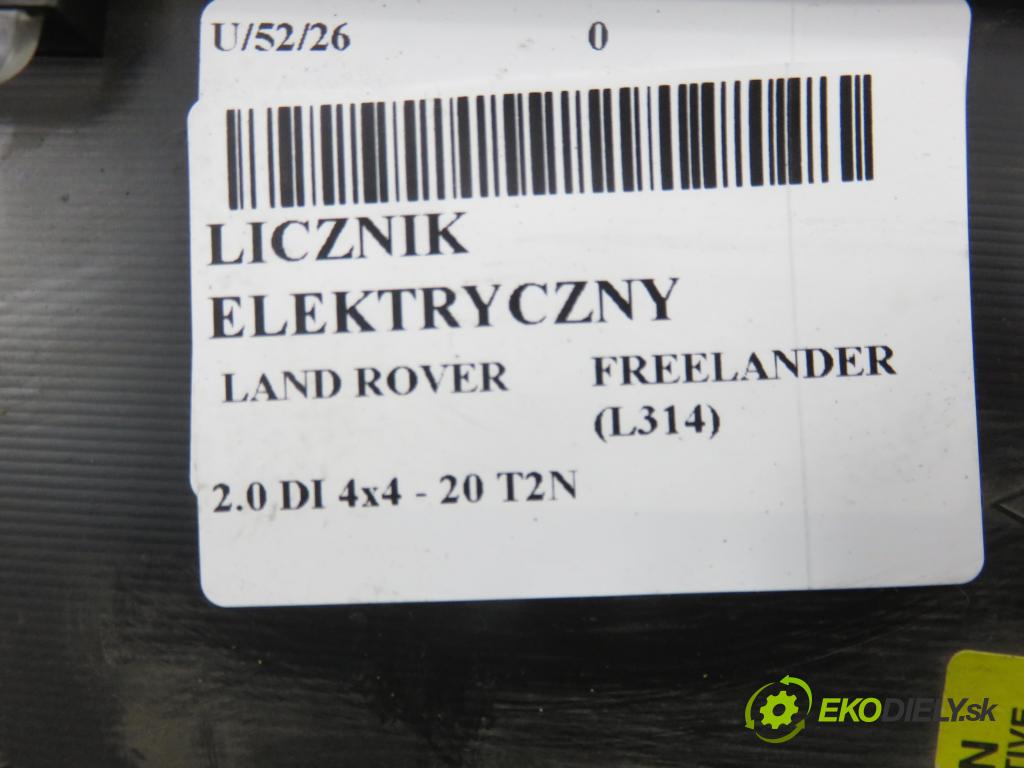 U/52/26 0
LICZNIK
ELEKTRYCZNY
LAND ROVER FREELANDER
(L314)
2.0 DI 4x4 - 20 T2N
EKODIELY.sk